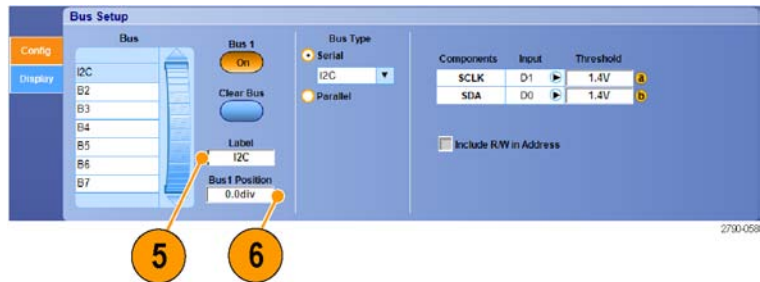 Bus Setup
Config
Display
Bus
I2C
B2
B3
B4
B5
B6
B7
Bus 1
On
Clear Bus
Label
I2C
Bus1 Position
0.0div
Bus Type
Serial
I2C
Parallel
Components Input Threshold
SCLK D1 1.4V a
SDA D0 1.4V b
Include R/W in Address
5
6
2790-058